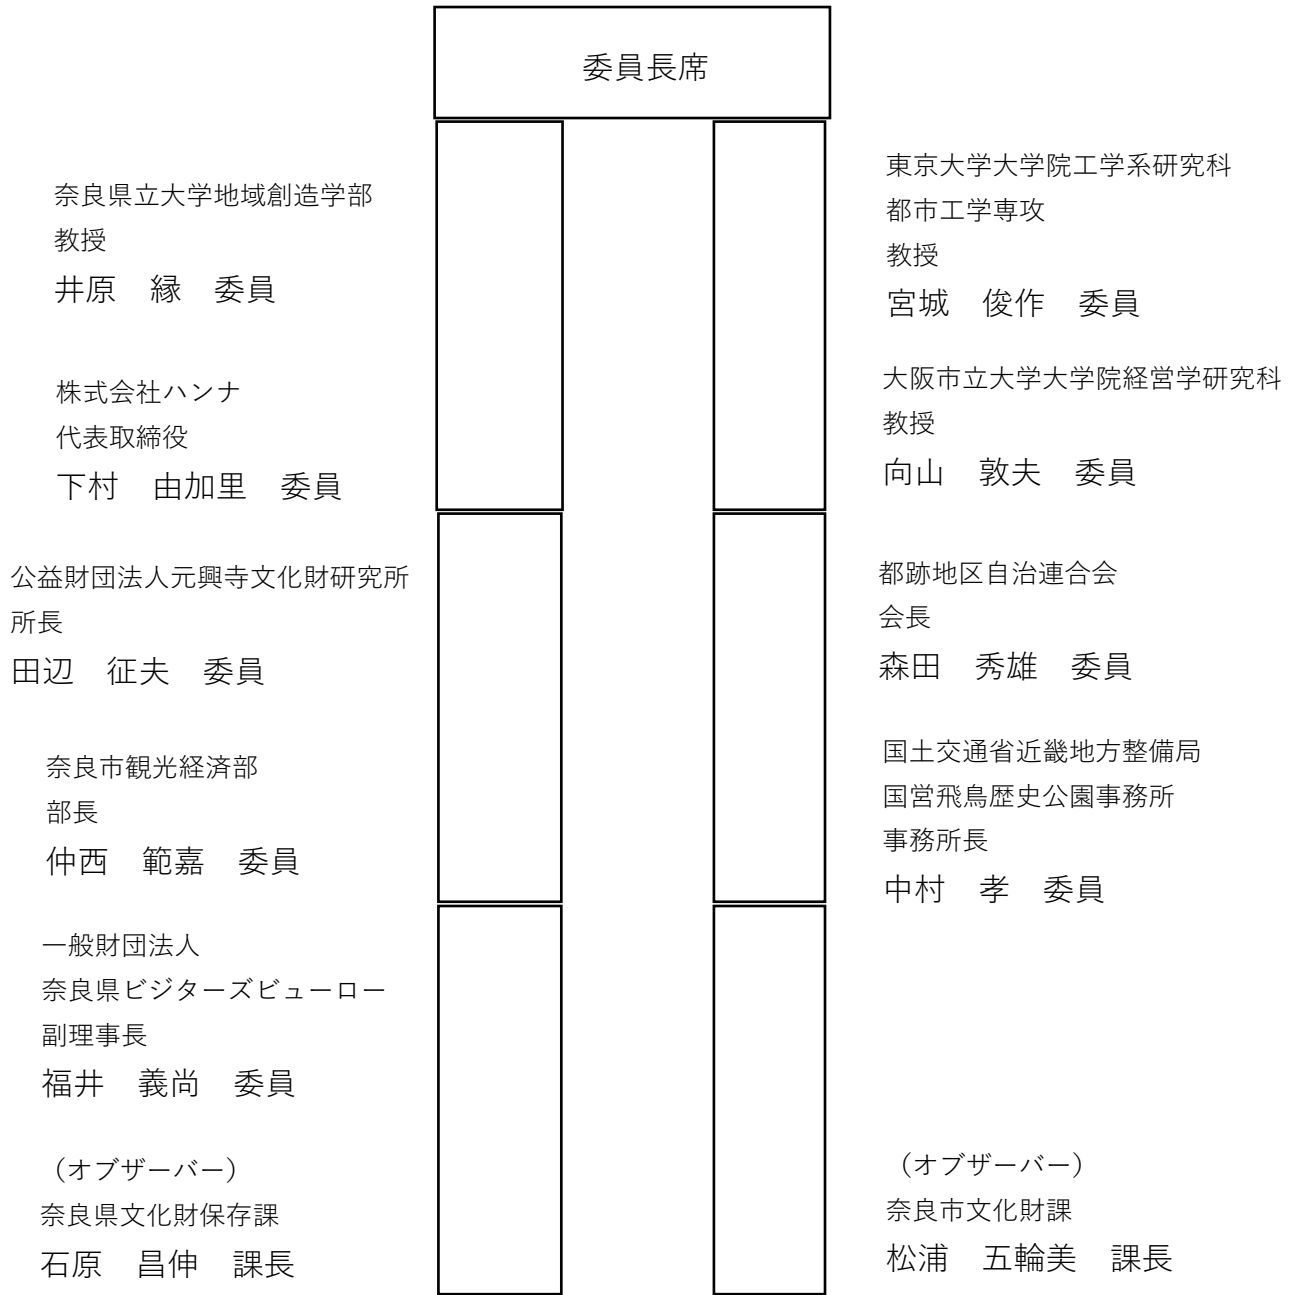 委員長席
奈良県立大学地域創造学部
教授
井原　縁　委員
株式会社ハンナ
代表取締役
下村　由加里　委員
公益財団法人元興寺文化財研究所
所長
田辺　征夫　委員
奈良市観光経済部
部長
仲西　範嘉　委員
一般財団法人
奈良県ビジターズビューロー
副理事長
福井　義尚　委員
（オブザーバー）
奈良県文化財保存課
石原　昌伸　課長
東京大学大学院工学系研究科
都市工学専攻
教授
宮城　俊作　委員
大阪市立大学大学院経営学研究科
教授
向山　敦夫　委員
都跡地区自治連合会
会長
森田　秀雄　委員
国土交通省近畿地方整備局
国営飛鳥歴史公園事務所
事務所長
中村　孝　委員
（オブザーバー）
奈良市文化財課
松浦　五輪美　課長